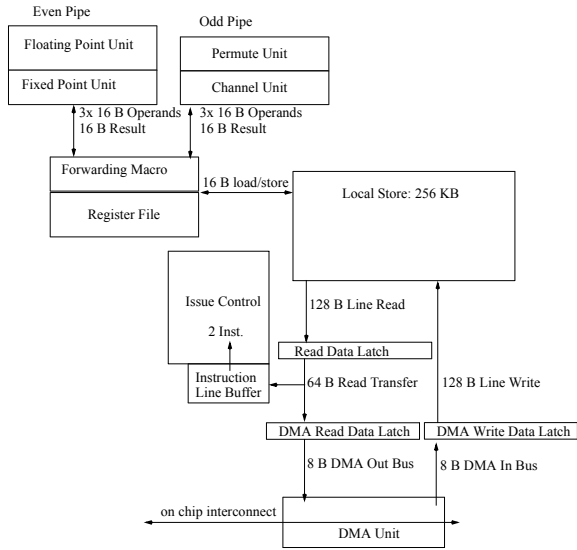 Even Pipe
Odd Pipe
Floating Point Unit
Fixed Point Unit
Permute Unit
Channel Unit
3x 16 B Operands
16 B Result
3x 16 B Operands
16 B Result
Forwarding Macro
Register File
16 B load/store
Local Store: 256 KB
Issue Control
2 Inst.
Instruction
Line Buffer
128 B Line Read
Read Data Latch
64 B Read Transfer
128 B Line Write
DMA Read Data Latch
DMA Write Data Latch
8 B DMA Out Bus
8 B DMA In Bus
on chip interconnect
DMA Unit